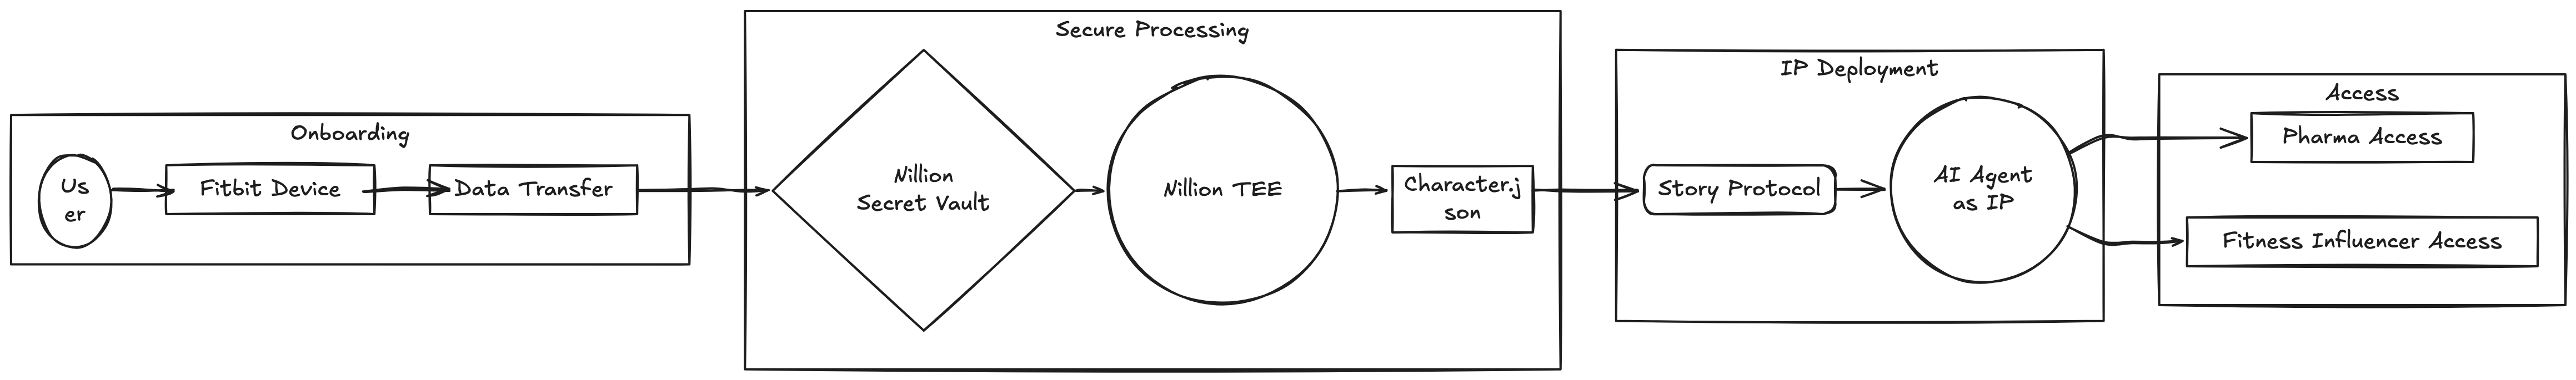 Onboarding
Us
er
Fitbit Device
Data Transfer
Secure Processing
Nillion
Secret Vault
Nillion TEE
Character.j
son
IP Deployment
Story Protocol
AI Agent
as IP
Access
Pharma Access
Fitness Influencer Access